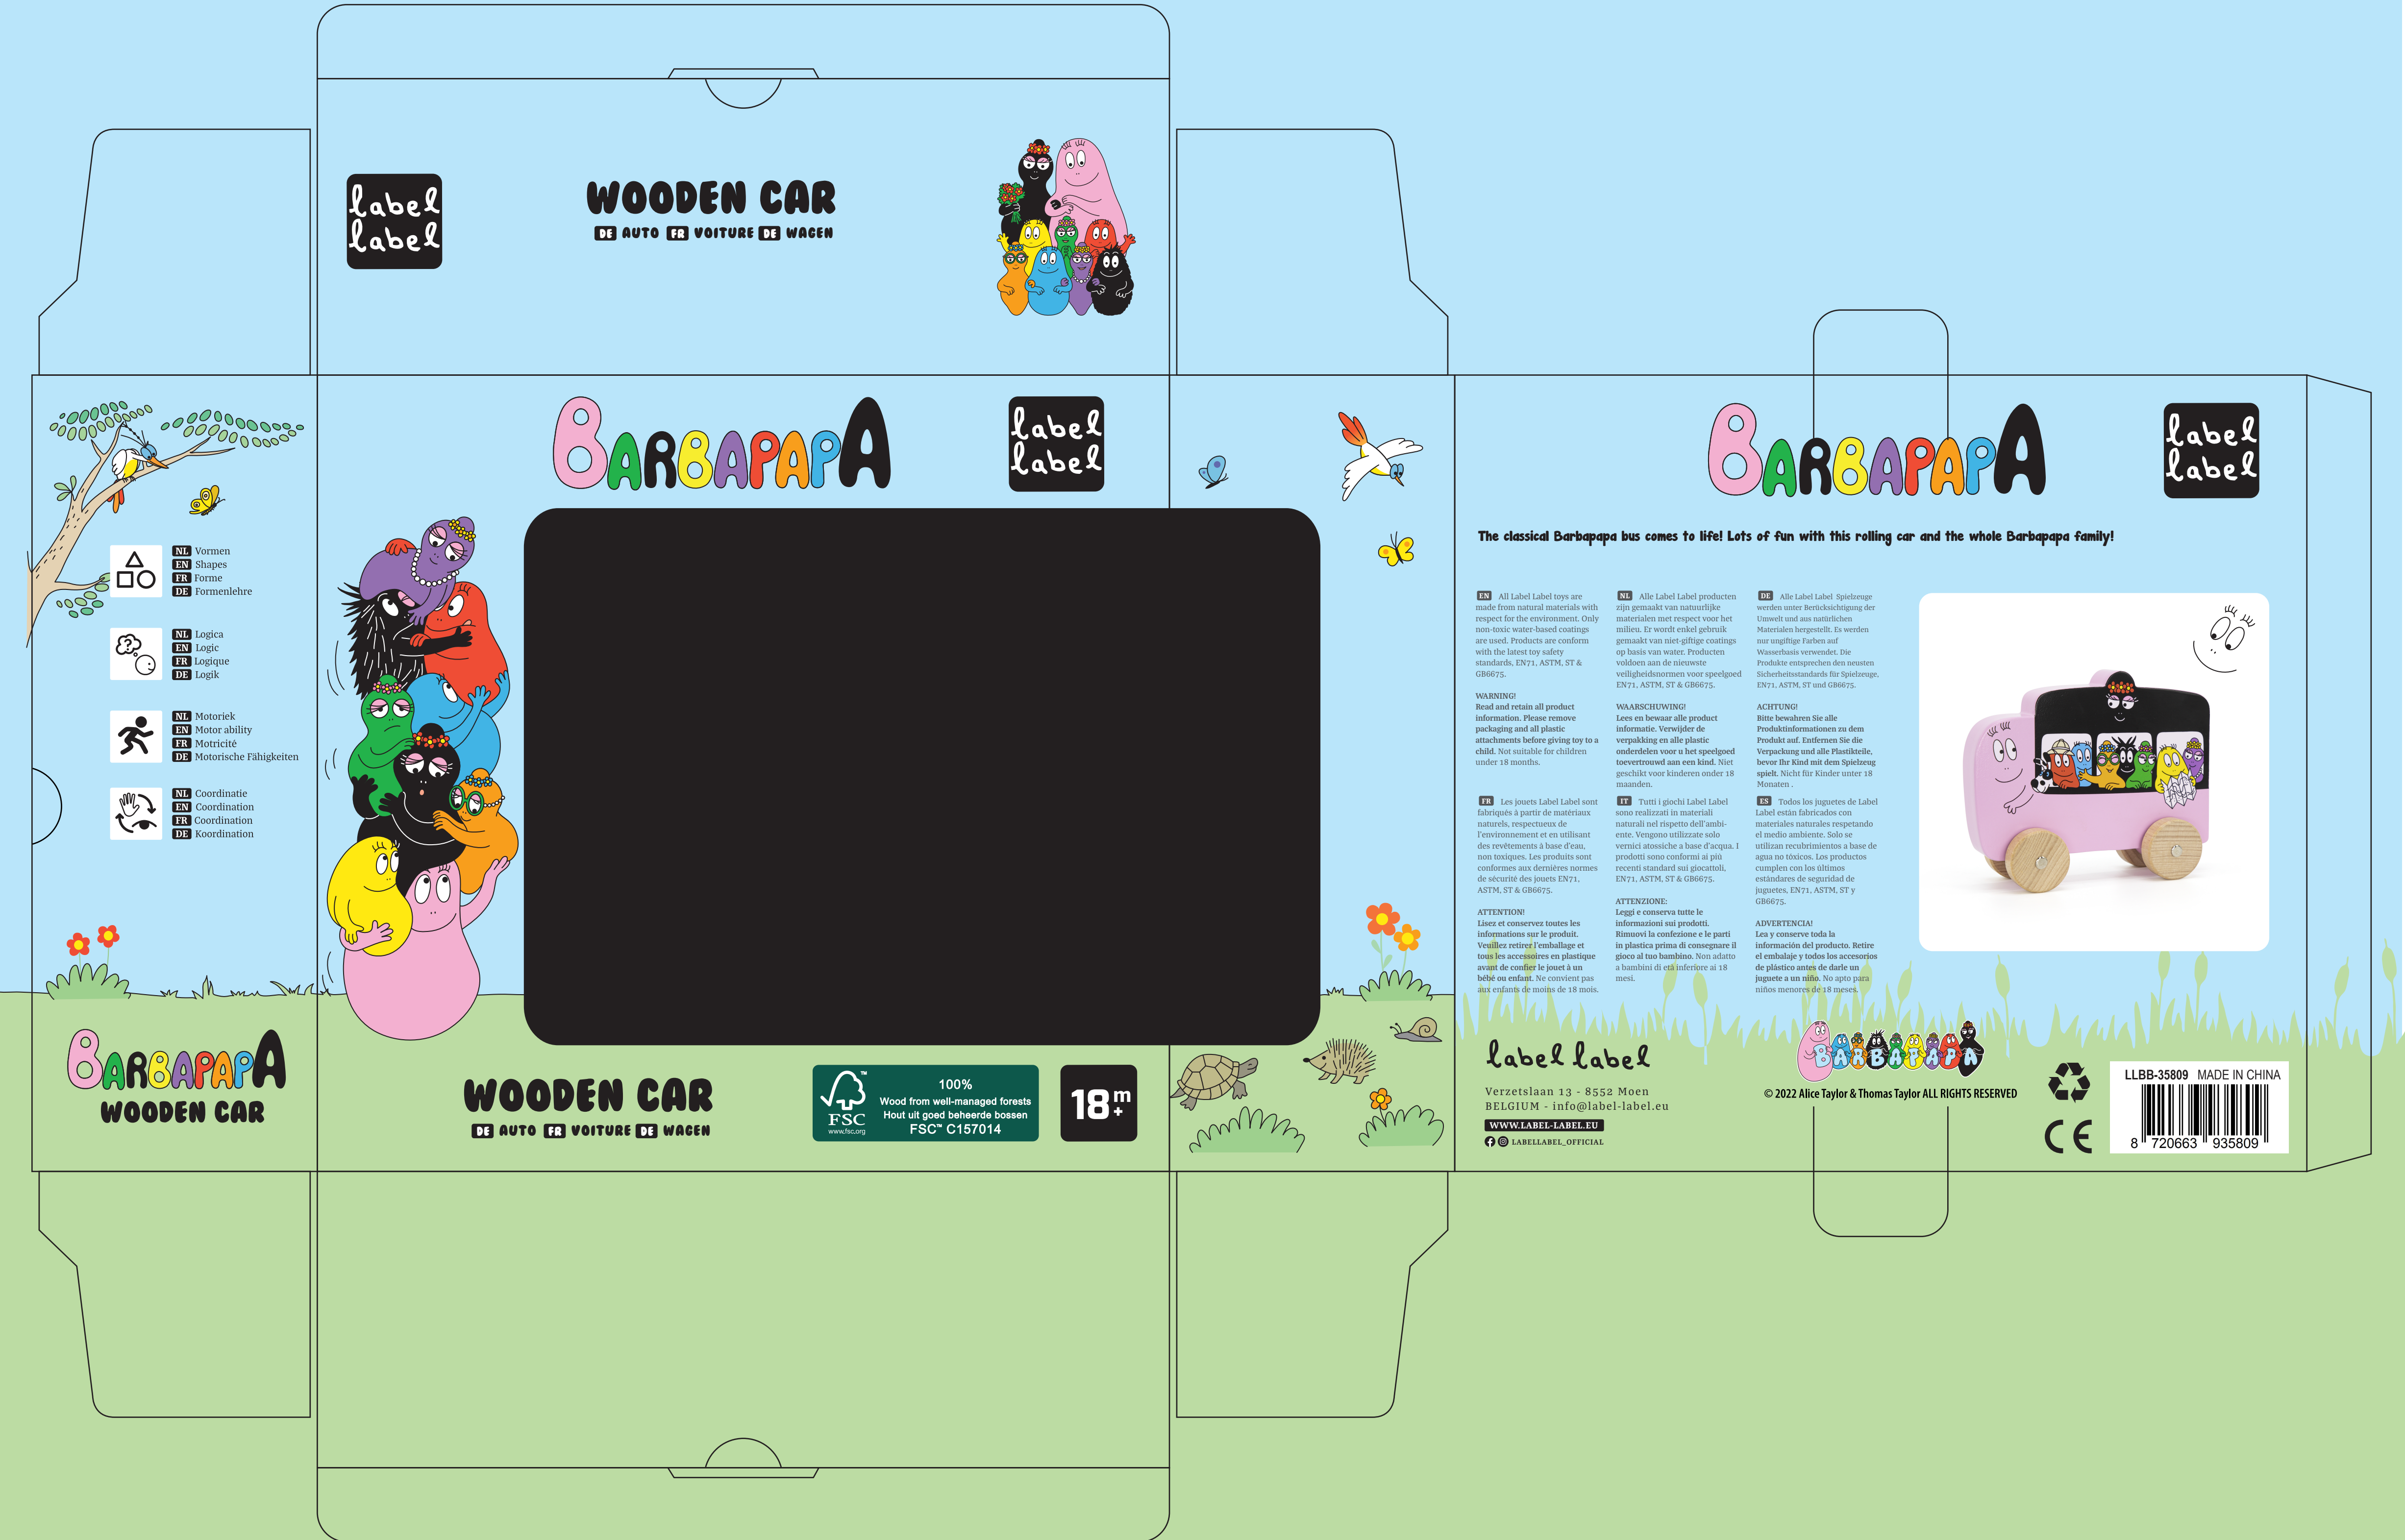 label
label
WOODEN CAR
DE AUTO FR VOITURE DE WAGEN
BARBAPAPA
label
label
NL Vormen
EN Shapes
FR Forme
DE Formenlehre
NL Logica
EN Logic
FR Logique
DE Logik
NL Motoriek
EN Motor ability
FR Motricité
DE Motorische Fähigkeiten
NL Coordinatie
EN Coordination
FR Coordination
DE Koordination
BARBAPAPA
WOODEN CAR
WOODEN CAR
DE AUTO FR VOITURE DE WAGEN
FSC™
www.fsc.org
100%
Wood from well-managed forests
Hout uit goed beheerde bossen
FSC™ C157014
18 m+
BARBAPAPA
label
label
The classical Barbapapa bus comes to life! Lots of fun with this rolling car and the whole Barbapapa family!
EN All Label Label toys are
made from natural materials with
respect for the environment. Only
non-toxic water-based coatings
are used. Products are conform
with the latest toy safety
standards, EN71, ASTM, ST &
GB6675.
WARNING!
Read and retain all product
information. Please remove
packaging and all plastic
attachments before giving toy to a
child. Not suitable for children
under 18 months.
NL Alle Label Label producten
zijn gemaakt van natuurlijke
materialen met respect voor het
milieu. Er wordt enkel gebruik
gemaakt van niet-giftige coatings
op basis van water. Producten
voldoen aan de nieuwste
veiligheidsnormen voor speelgoed
EN71, ASTM, ST & GB6675.
WAARSCHUWING!
Lees en bewaar alle product
informatie. Verwijder de
verpakking en alle plastic
onderdelen voor u het speelgoed
toevertrouwd aan een kind. Niet
geschikt voor kinderen onder 18
maanden.
DE Alle Label Label Spielzeuge
werden unter Berücksichtigung der
Umwelt und aus natürlichen
Materialen hergestellt. Es werden
nur ungiftige Farben auf
Wasserbasis verwendet. Die
Produkte entsprechen den neusten
Sicherheitsstandards für Spielzeuge,
EN71, ASTM, ST und GB6675.
ACHTUNG!
Bitte bewahren Sie alle
Produktinformationen zu dem
Produkt auf. Entfernen Sie die
Verpackung und alle Plastikteile,
bevor Ihr Kind mit dem Spielzeug
spielt. Nicht für Kinder unter 18
Monaten .
FR Les jouets Label Label sont
fabriqués à partir de matériaux
naturels, respectueux de
l'environnement et en utilisant
des revêtements à base d'eau,
non toxiques. Les produits sont
conformes aux dernières normes
de sécurité des jouets EN71,
ASTM, ST & GB6675.
ATTENTION!
Lisez et conservez toutes les
informations sur le produit.
Veuillez retirer l'emballage et
tous les accessoires en plastique
avant de confier le jouet à un
bébé ou enfant. Ne convient pas
aux enfants de moins de 18 mois.
IT Tutti i giochi Label Label
sono realizzati in materiali
naturali nel rispetto dell'ambi-
ente. Vengono utilizzate solo
vernici atossiche a base d'acqua. I
prodotti sono conformi ai più
recenti standard sui giocattoli,
EN71, ASTM, ST & GB6675.
ATTENZIONE:
Leggi e conserva tutte le
informazioni sui prodotti.
Rimuovi la confezione e le parti
in plastica prima di consegnare il
gioco al tuo bambino. Non adatto
a bambini di età inferiore ai 18
mesi.
ES Todos los juguetes de Label
Label están fabricados con
materiales naturales respetando
el medio ambiente. Solo se
utilizan recubrimientos a base de
agua no tóxicos. Los productos
cumplen con los últimos
estándares de seguridad de
juguetes, EN71, ASTM, ST y
GB6675.
ADVERTENCIA!
Lea y conserve toda la
información del producto. Retire
el embalaje y todos los accesorios
de plástico antes de darle un
juguete a un niño. No apto para
niños menores de 18 meses.
label label
Verzetslaan 13 - 8552 Moen
BELGIUM - info@label-label.eu
WWW.LABEL-LABEL.EU
LABELLABEL_OFFICIAL
BARBAPAPA
© 2022 Alice Taylor & Thomas Taylor ALL RIGHTS RESERVED
CE
LLBB-35809 MADE IN CHINA
8 720663 935809